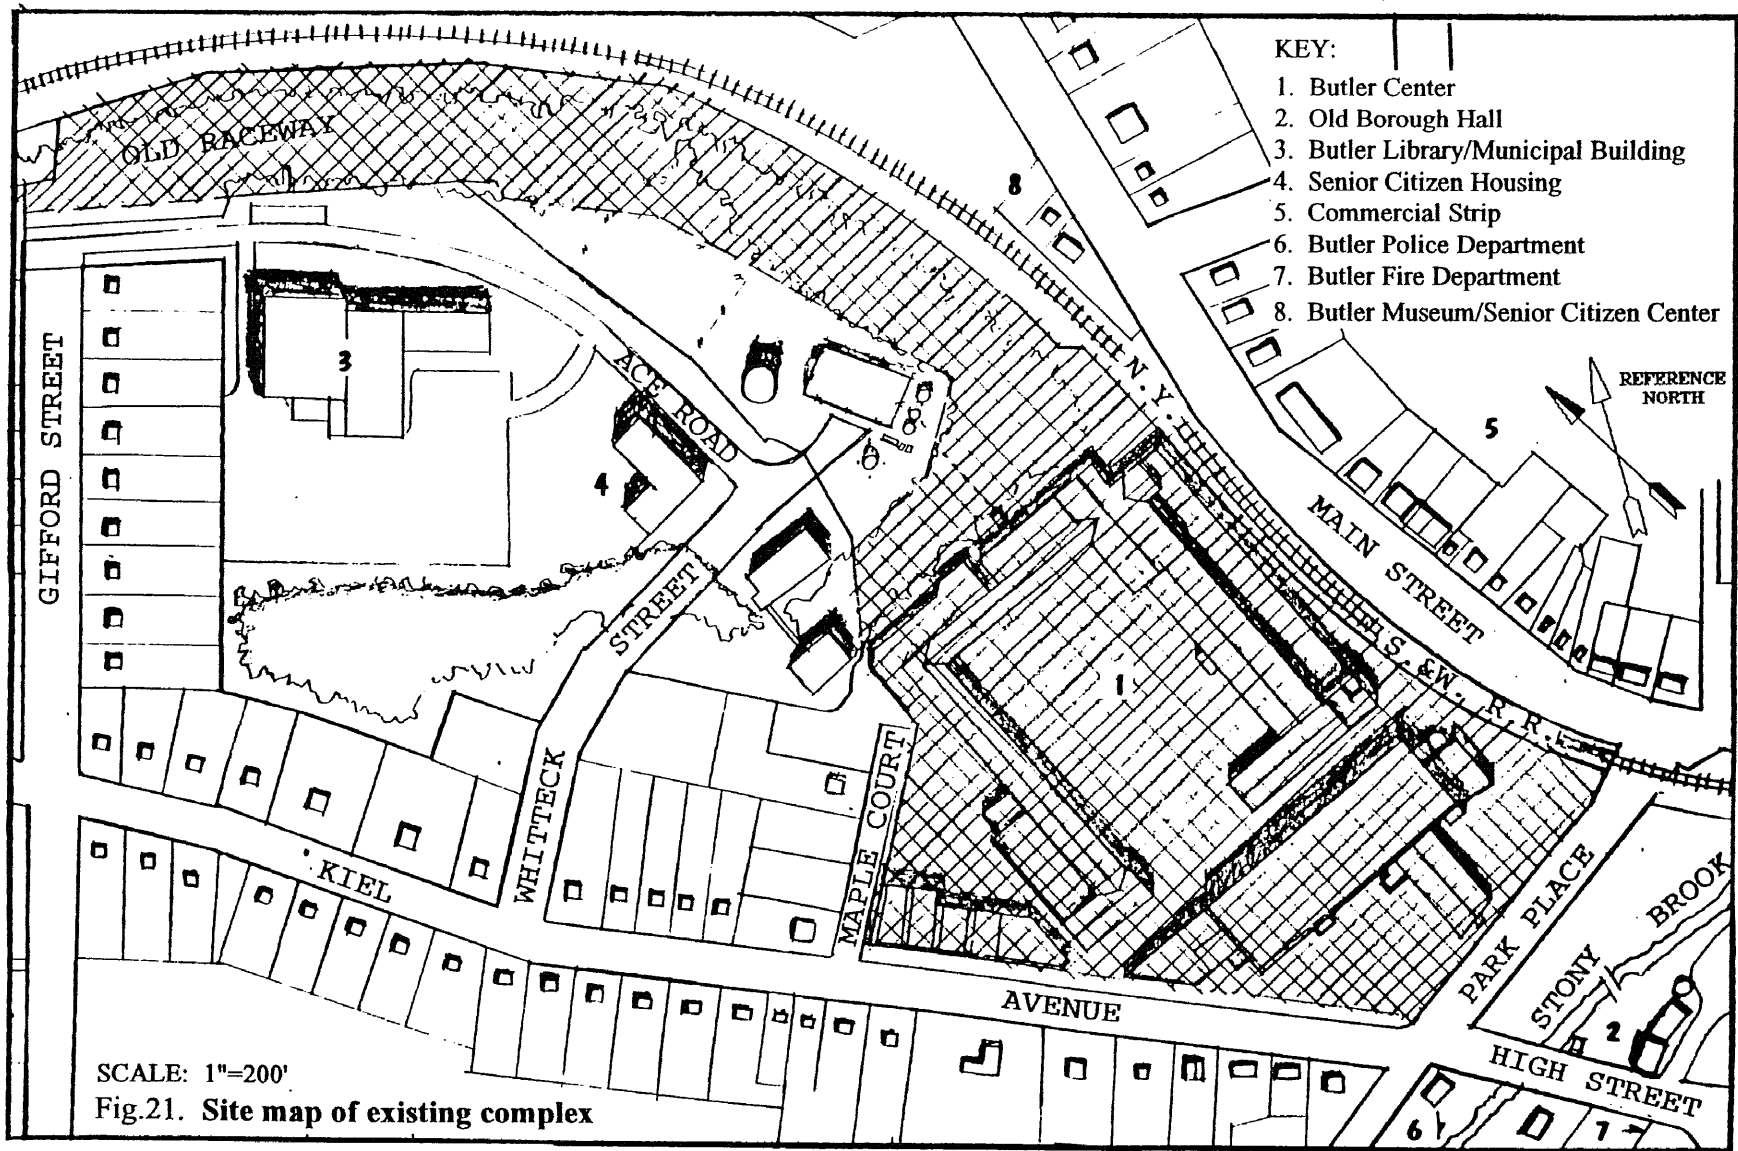 KEY:
1. Butler Center
2. Old Borough Hall
3. Butler Library/Municipal Building
4. Senior Citizen Housing
5. Commercial Strip
6. Butler Police Department
7. Butler Fire Department
8. Butler Museum/Senior Citizen Center
OLD RACEWAY
8
REFERENCE
NORTH
N.Y.
S. &W. R.R.
GIFFORD STREET
3
ACE ROAD
5
4
MAIN STREET
WHITTECK STREET
1
MAPLE COURT
KIEL AVENUE
PARK PLACE
STONY BROOK
2
HIGH STREET
6
7
SCALE: 1"=200'
Fig.21. Site map of existing complex